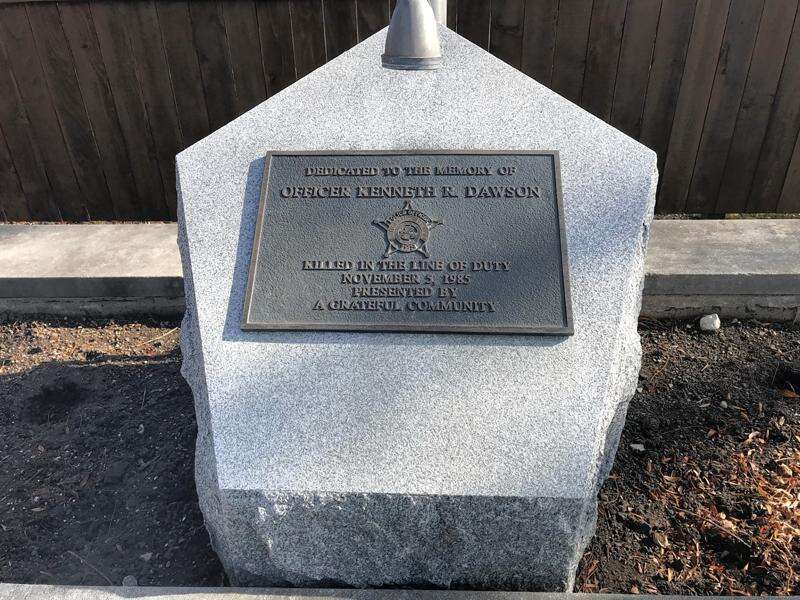 DEDICATED TO THE MEMORY OF
OFFICER KENNETH R. DAWSON
KILLED IN THE LINE OF DUTY
NOVEMBER 5, 1985
PRESENTED BY
A GRATEFUL COMMUNITY